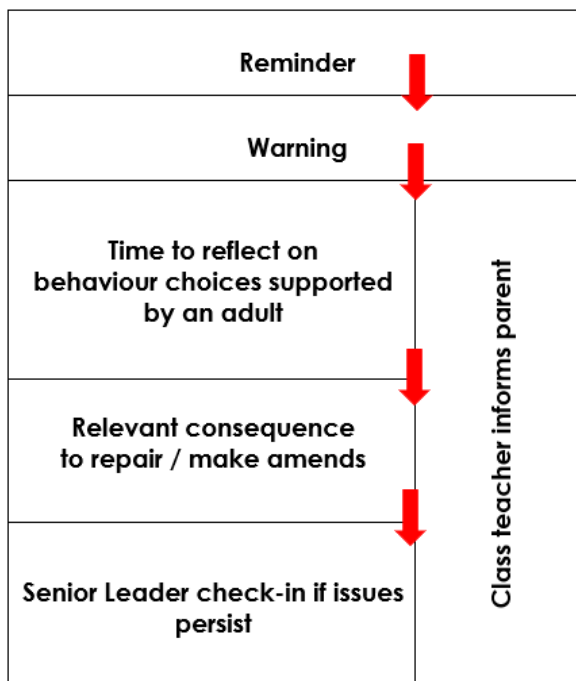 Reminder
Warning
Time to reflect on
behaviour choices supported
by an adult
Relevant consequence
to repair / make amends
Senior Leader check-in if issues
persist
Class teacher informs parent